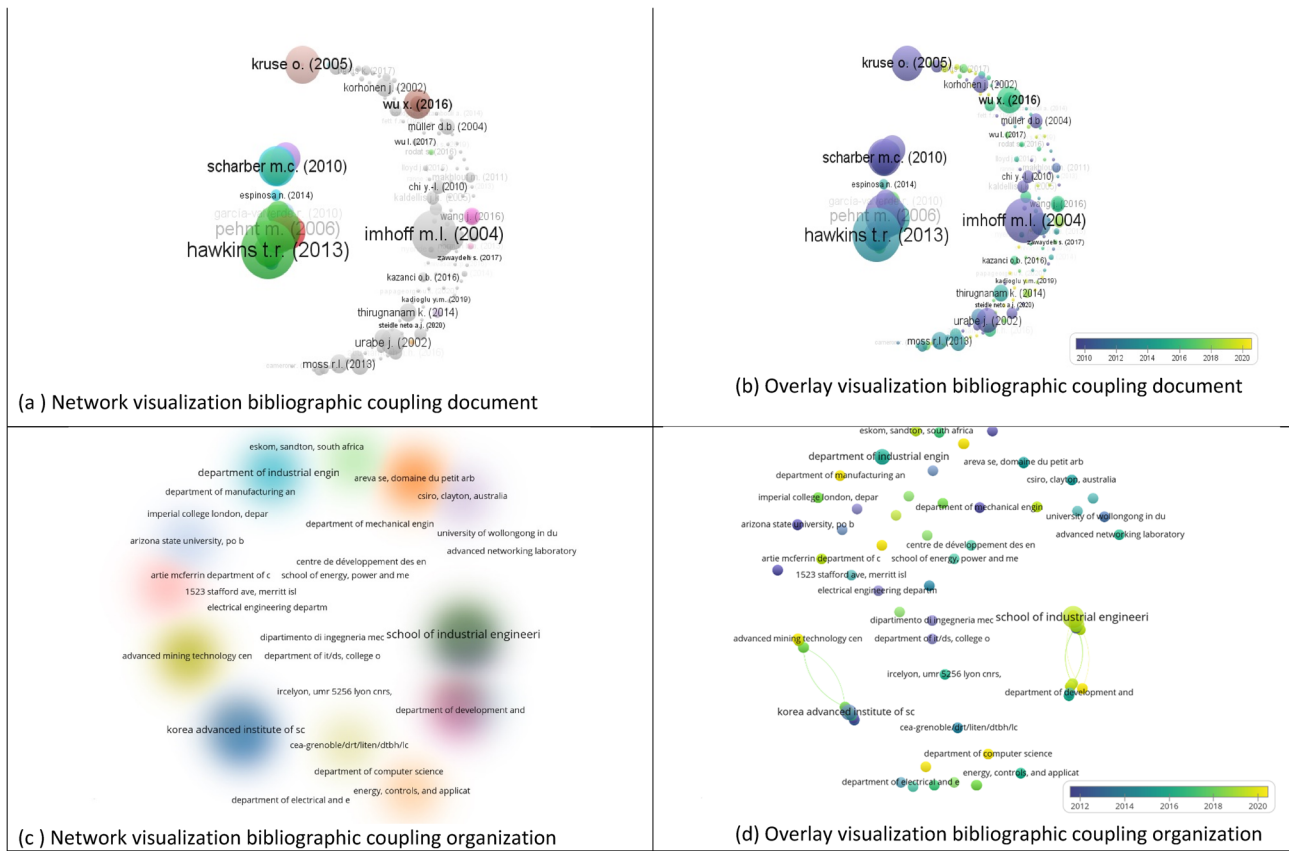 kruse o. (2005)
korhonen j. (2002)
wu x. (2016)
müller d.b. (2004)
wu l. (2017)
scharber m.c. (2010)
chi y.-l. (2010)
espinosa n. (2014)
pehnt m. (2006)
wang j. (2016)
imhoff m.l. (2004)
hawkins t.r. (2013)
zawaydeh s. (2017)
kazanci o.b. (2016)
kadioglu y.m. (2019)
thirugnanam k. (2014)
steidle neto a.j. (2020)
urabe j. (2002)
moss r.l. (2013)
(a ) Network visualization bibliographic coupling document
kruse o. (2005)
korhonen j. (2002)
wu x. (2016)
müller d.b. (2004)
wu l. (2017)
scharber m.c. (2010)
chi y.-l. (2010)
espinosa n. (2014)
pehnt m. (2006)
wang j. (2016)
imhoff m.l. (2004)
hawkins t.r. (2013)
zawaydeh s. (2017)
kazanci o.b. (2016)
kadioglu y.m. (2019)
thirugnanam k. (2014)
steidle neto a.j. (2020)
urabe j. (2002)
moss r.l. (2013)
2010 2012 2014 2016 2018 2020
(b) Overlay visualization bibliographic coupling document
eskom, sandton, south africa
department of industrial engin
areva se, domaine du petit arb
department of manufacturing an
csiro, clayton, australia
imperial college london, depar
department of mechanical engin
university of wollongong in du
arizona state university, po b
advanced networking laboratory
centre de développement des en
artie mcferrin department of c
school of energy, power and me
1523 stafford ave, merritt isl
electrical engineering departm
dipartimento di ingegneria mec
school of industrial engineeri
advanced mining technology cen
department of it/ds, college o
ircelyon, umr 5256 lyon cnrs,
department of development and
korea advanced institute of sc
cea-grenoble/drt/liten/dtbh/lc
department of computer science
energy, controls, and applicat
department of electrical and e
(c ) Network visualization bibliographic coupling organization
eskom, sandton, south africa
department of industrial engin
areva se, domaine du petit arb
department of manufacturing an
csiro, clayton, australia
imperial college london, depar
department of mechanical engin
university of wollongong in du
arizona state university, po b
advanced networking laboratory
centre de développement des en
artie mcferrin department of c
school of energy, power and me
1523 stafford ave, merritt isl
electrical engineering departm
dipartimento di ingegneria mec
school of industrial engineeri
advanced mining technology cen
department of it/ds, college o
ircelyon, umr 5256 lyon cnrs,
department of development and
korea advanced institute of sc
cea-grenoble/drt/liten/dtbh/lc
department of computer science
energy, controls, and applicat
department of electrical and e
2012 2014 2016 2018 2020
(d) Overlay visualization bibliographic coupling organization